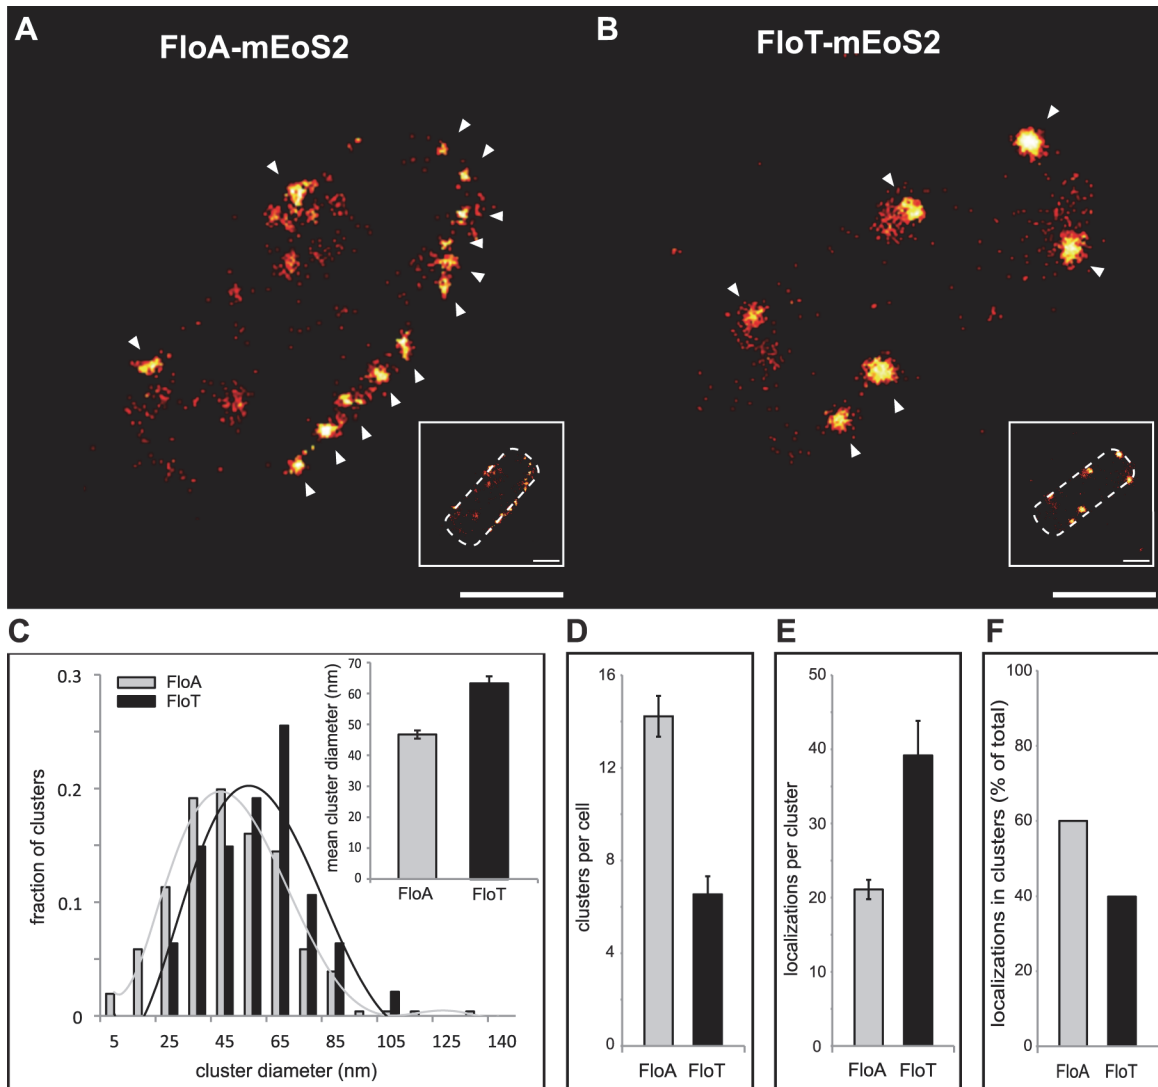 A
FloA-mEoS2
B
FloT-mEoS2
C
fraction of clusters
0.3
0.2
0.1
0
FloA
FloT
5 25 45 65 85 105 125 140
cluster diameter (nm)
mean cluster diameter (nm)
70
60
50
40
30
20
10
0
FloA FloT
D
clusters per cell
16
12
8
4
0
FloA FloT
E
localizations per cluster
50
40
30
20
10
0
FloA FloT
F
localizations in clusters (% of total)
100
80
60
40
20
0
FloA FloT